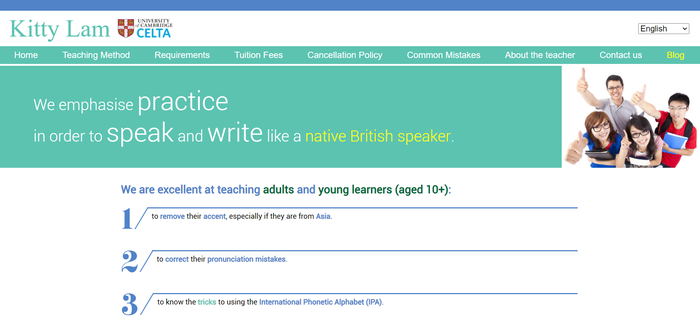 Kitty Lam
UNIVERSITY
of CAMBRIDGE
CELTA
English
Home Teaching Method Requirements Tuition Fees Cancellation Policy Common Mistakes About the teacher Contact us Blog
We emphasise practice
in order to speak and write like a native British speaker.
We are excellent at teaching adults and young learners (aged 10+):
1 to remove their accent, especially if they are from Asia.
2 to correct their pronunciation mistakes.
3 to know the tricks to using the International Phonetic Alphabet (IPA).